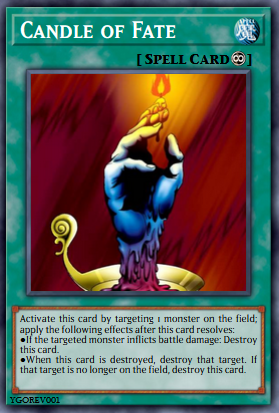 Candle of Fate
[Spell Card]
Activate this card by targeting 1 monster on the field;
apply the following effects after this card resolves:
●If the targeted monster inflicts battle damage: Destroy
this card.
●When this card is destroyed, destroy that target. If
that target is no longer on the field, destroy this card.
YGOREV001